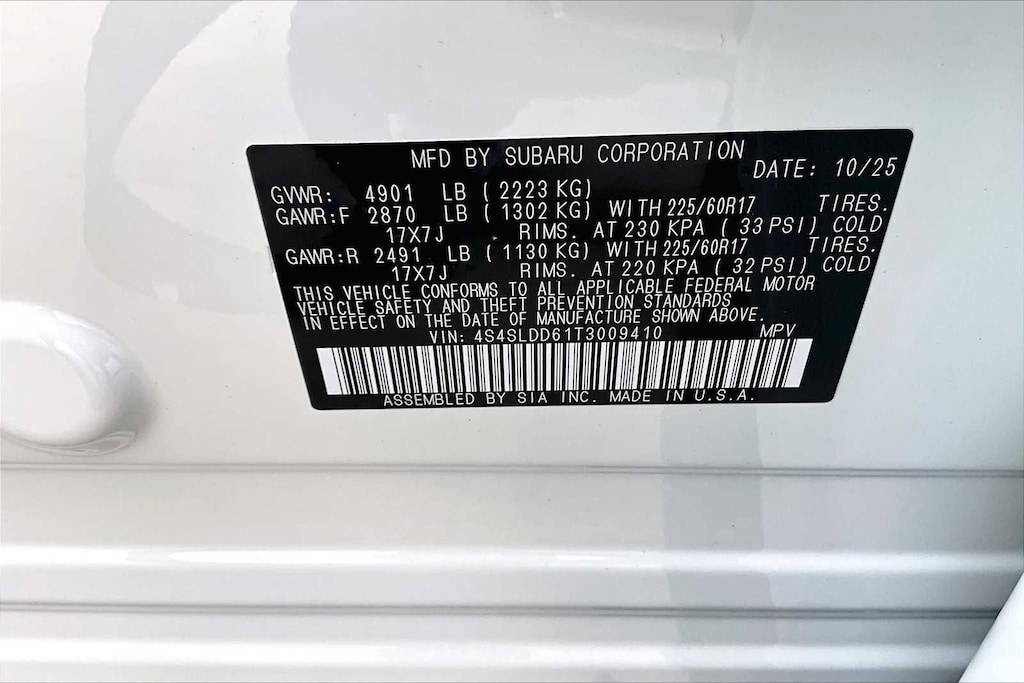 MFD BY SUBARU CORPORATION DATE: 10/25
GVWR: 4901 LB ( 2223 KG)
GAWR:F 2870 LB ( 1302 KG) WITH 225/60R17 TIRES.
17X7J RIMS. AT 230 KPA ( 33 PSI) COLD
GAWR:R 2491 LB ( 1130 KG) WITH 225/60R17 TIRES.
17X7J RIMS. AT 220 KPA ( 32 PSI) COLD
THIS VEHICLE CONFORMS TO ALL APPLICABLE FEDERAL MOTOR
VEHICLE SAFETY AND THEFT PREVENTION STANDARDS
IN EFFECT ON THE DATE OF MANUFACTURE SHOWN ABOVE.
VIN: 4S4SLDD61T3009410 MPV
ASSEMBLED BY SIA INC. MADE IN U.S.A.